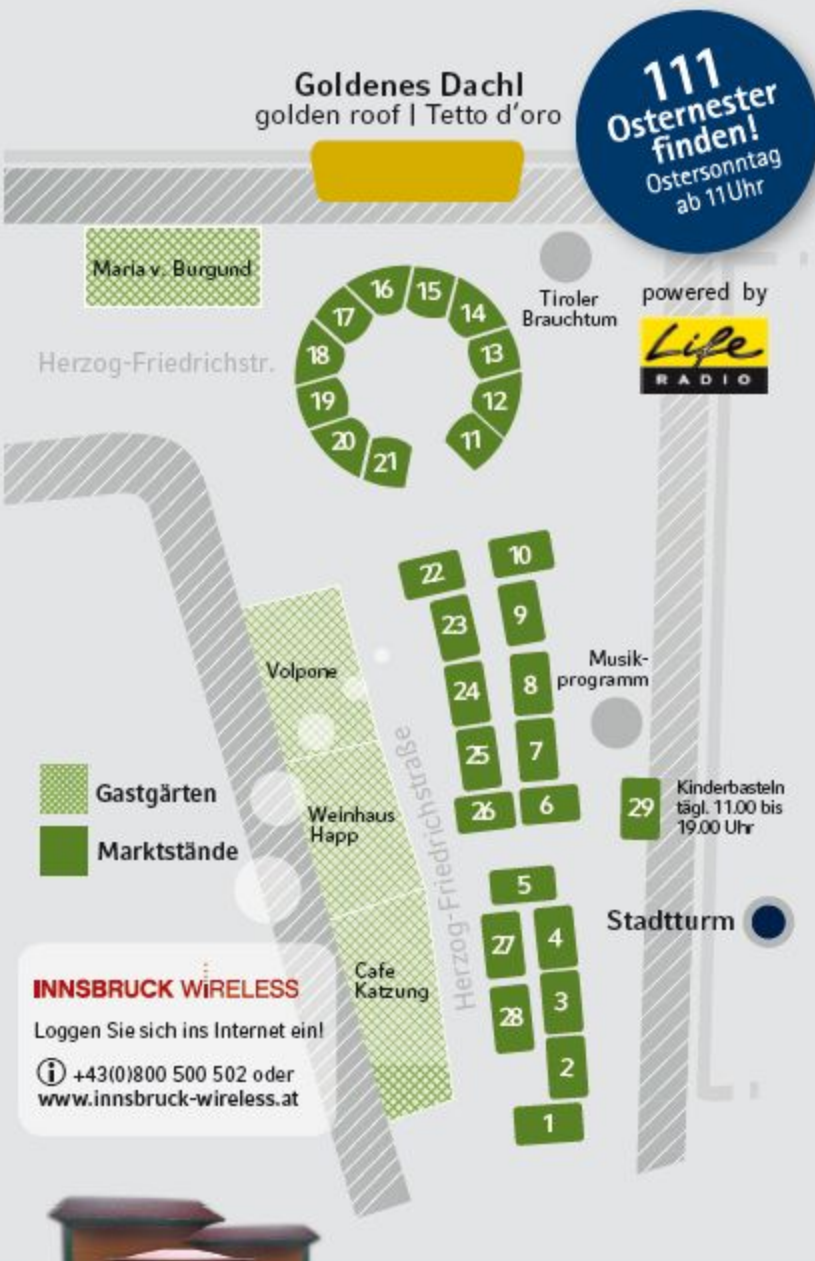 Goldenes Dachl
golden roof | Tetto d'oro
111
Osternester
finden!
Ostersonntag
ab 11Uhr
Maria v. Burgund
Tiroler
Brauchtum
powered by
Life
RADIO
Herzog-Friedrichstr.
16
15
17
14
18
13
19
12
20
11
21
22
10
23
9
24
8
25
7
26
6
Musik-
programm
29
Kinderbasteln
tägl. 11.00 bis
19.00 Uhr
Volpone
Weinhaus
Happ
Cafe
Katzung
Herzog-Friedrichstraße
Gastgärten
Marktstände
5
27
4
28
3
2
1
Stadtturm
INNSBRUCK WiRELESS
Loggen Sie sich ins Internet ein!
i +43(0)800 500 502 oder
www.innsbruck-wireless.at